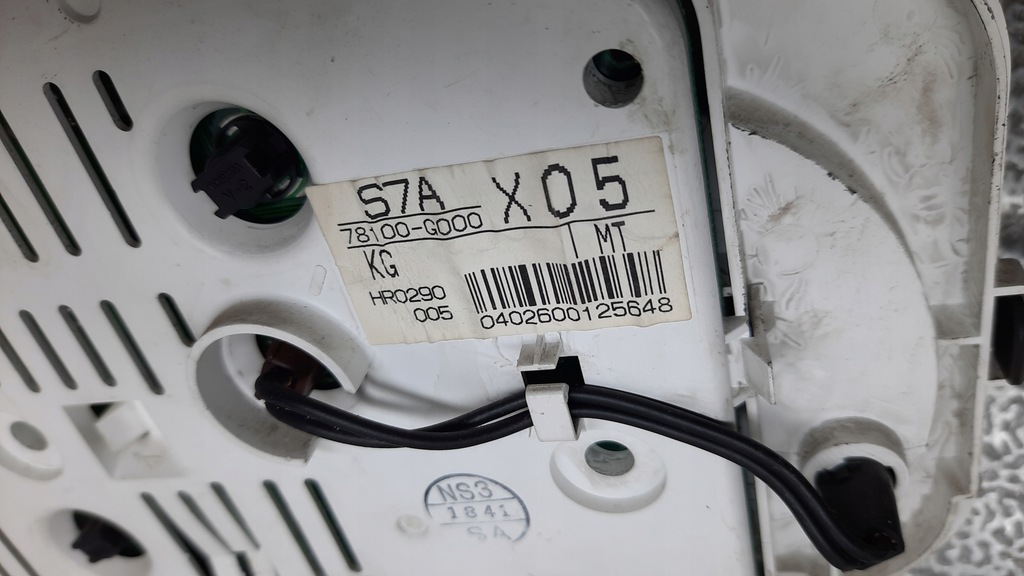 S7A X05
78100-G000
KG MT
HR0290
005
0402600125648
NS3
1841
SA